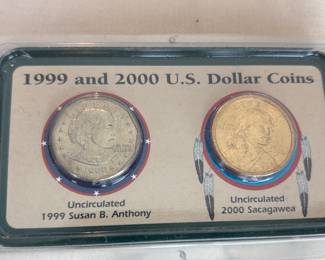 1999 and 2000 U.S. Dollar Coins
Uncirculated
1999 Susan B. Anthony
Uncirculated
2000 Sacagawea